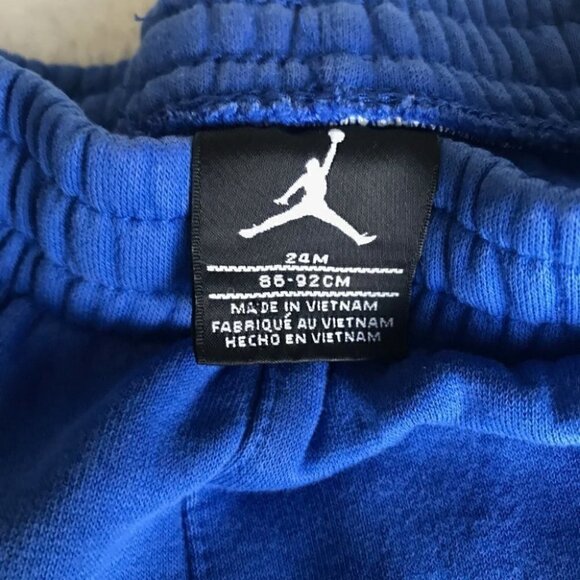 24M
86-92CM
MADE IN VIETNAM
FABRIQUÉ AU VIETNAM
HECHO EN VIETNAM